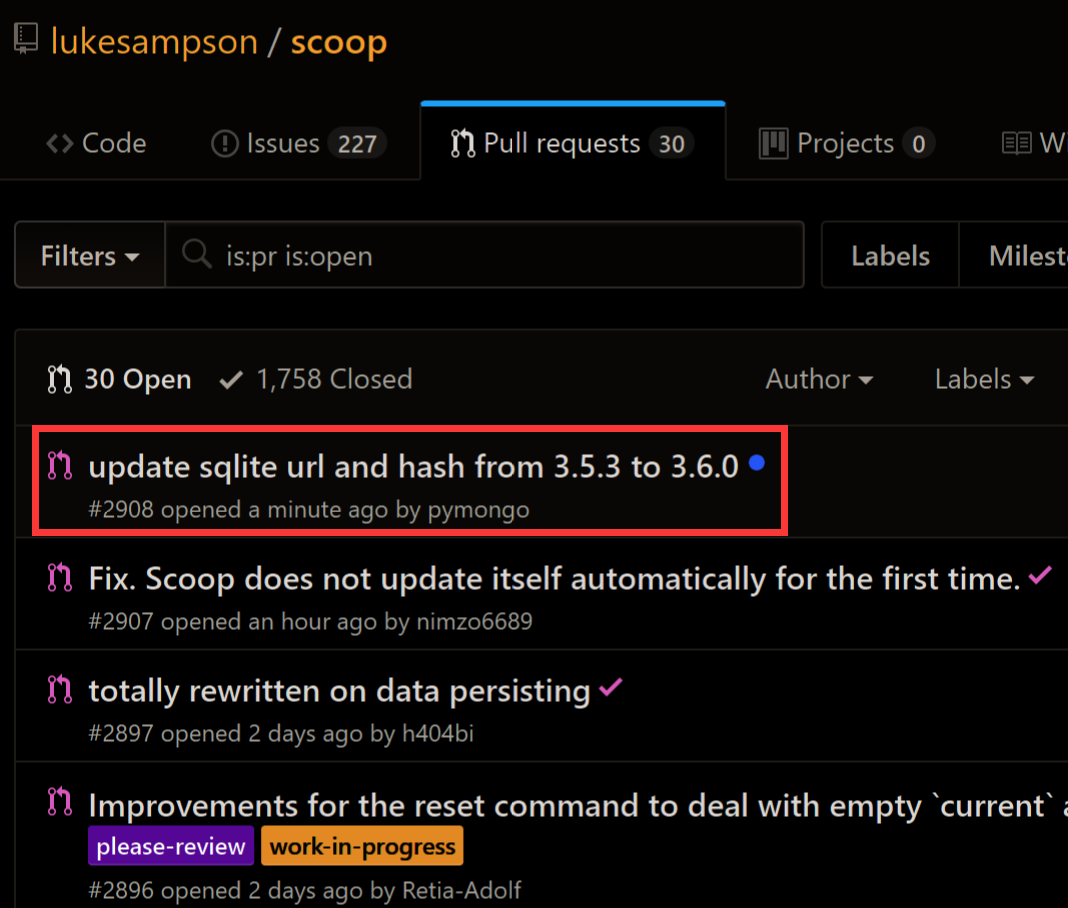 lukesampson / scoop
Code Issues 227 Pull requests 30 Projects 0
Filters is:pr is:open Labels
30 Open 1,758 Closed Author Labels
update sqlite url and hash from 3.5.3 to 3.6.0
#2908 opened a minute ago by pymongo
Fix. Scoop does not update itself automatically for the first time.
#2907 opened an hour ago by nimzo6689
totally rewritten on data persisting
#2897 opened 2 days ago by h404bi
Improvements for the reset command to deal with empty `current`
please-review work-in-progress
#2896 opened 2 days ago by Retia-Adolf